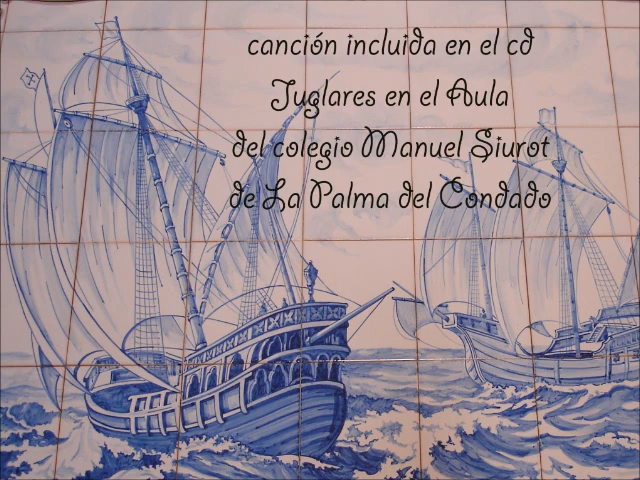 canción incluida en el cd
Juglares en el Aula
del colegio Manuel Siurot
de La Palma del Condado